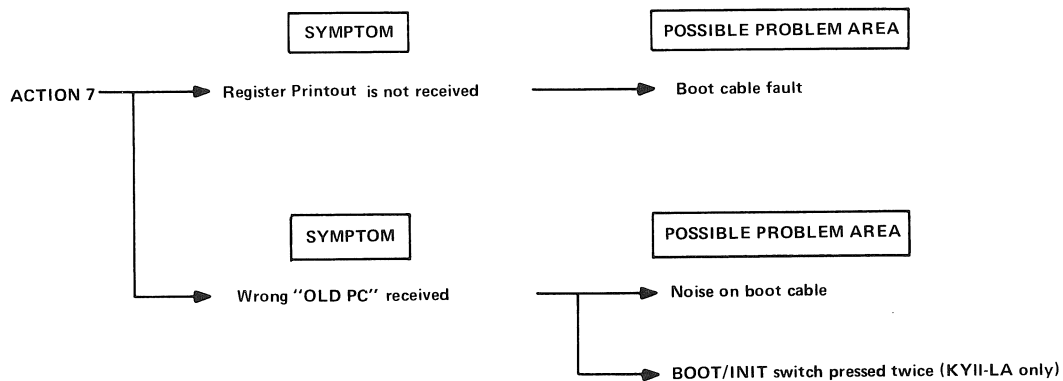 SYMPTOM
POSSIBLE PROBLEM AREA
ACTION 7
Register Printout is not received
Boot cable fault
SYMPTOM
POSSIBLE PROBLEM AREA
Wrong "OLD PC" received
Noise on boot cable
BOOT/INIT switch pressed twice (KYII-LA only)